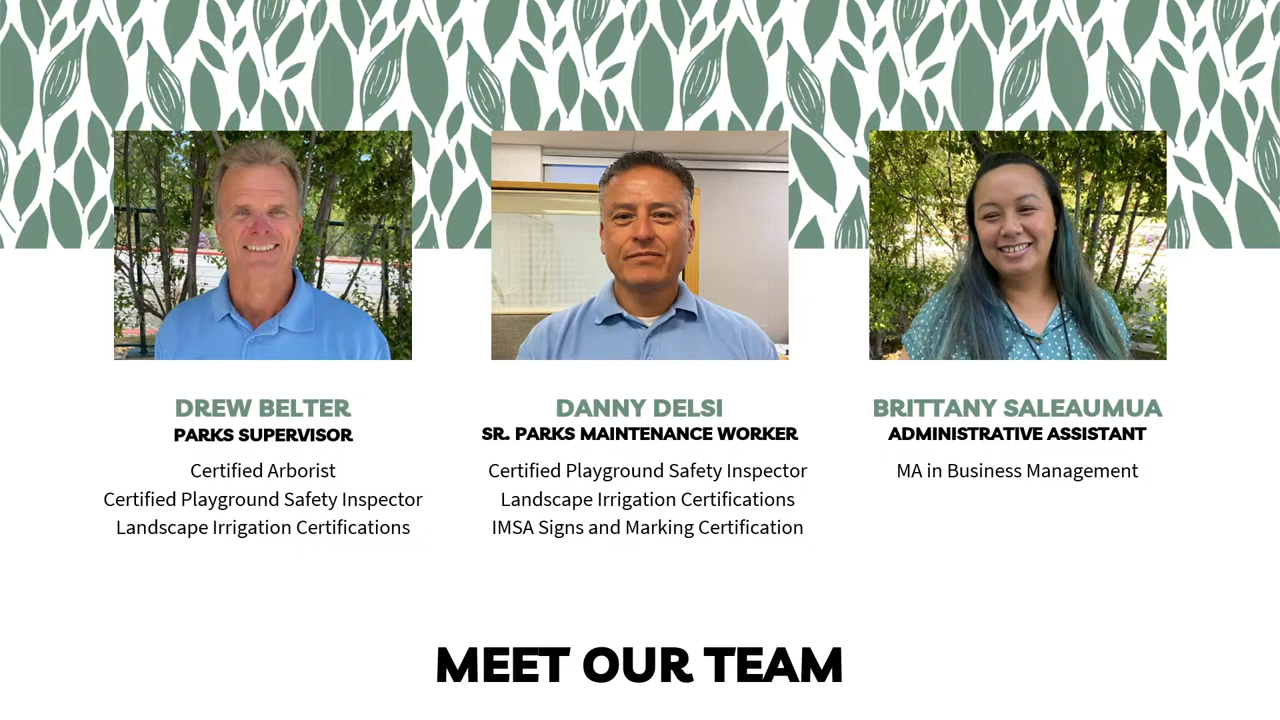 DREW BELTER
PARKS SUPERVISOR
Certified Arborist
Certified Playground Safety Inspector
Landscape Irrigation Certifications
DANNY DELSI
SR. PARKS MAINTENANCE WORKER
Certified Playground Safety Inspector
Landscape Irrigation Certifications
IMSA Signs and Marking Certification
BRITTANY SALEAUMUA
ADMINISTRATIVE ASSISTANT
MA in Business Management
MEET OUR TEAM